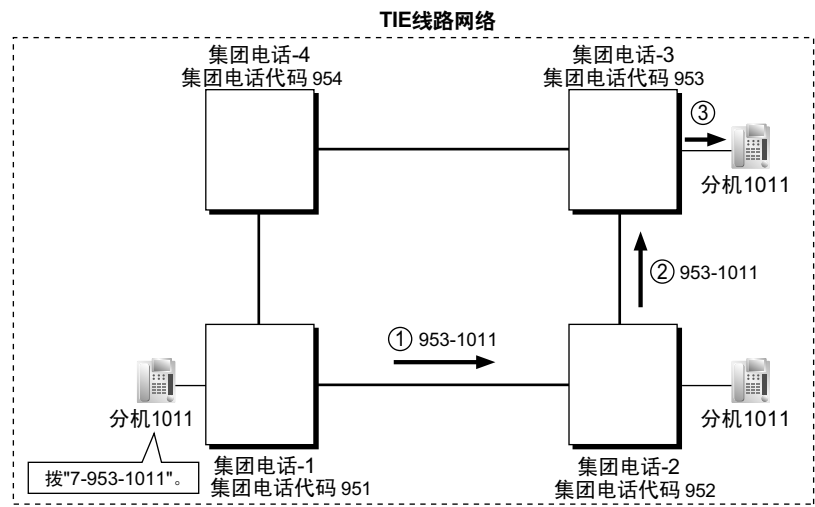 TIE线路网络
集团电话-4
集团电话代码 954
集团电话-3
集团电话代码 953
③
分机1011
② 953-1011
① 953-1011
分机1011
拨"7-953-1011"。
分机1011
集团电话-1
集团电话代码 951
集团电话-2
集团电话代码 952